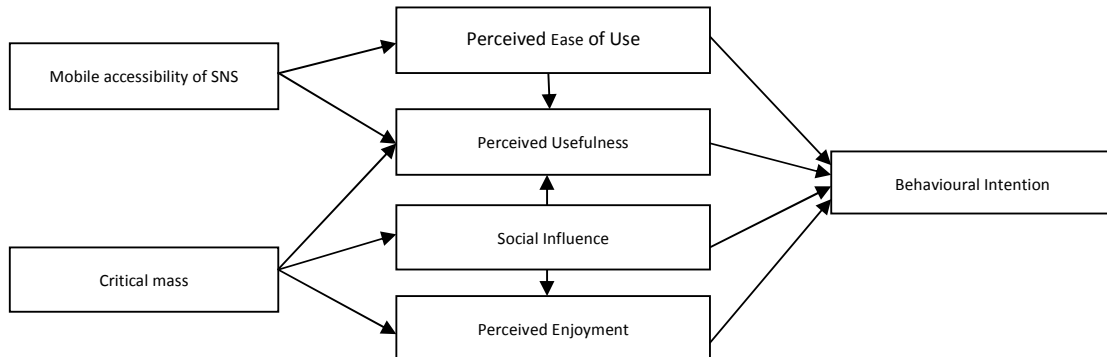 Perceived Ease of Use
Mobile accessibility of SNS
Perceived Usefulness
Behavioural Intention
Social Influence
Critical mass
Perceived Enjoyment